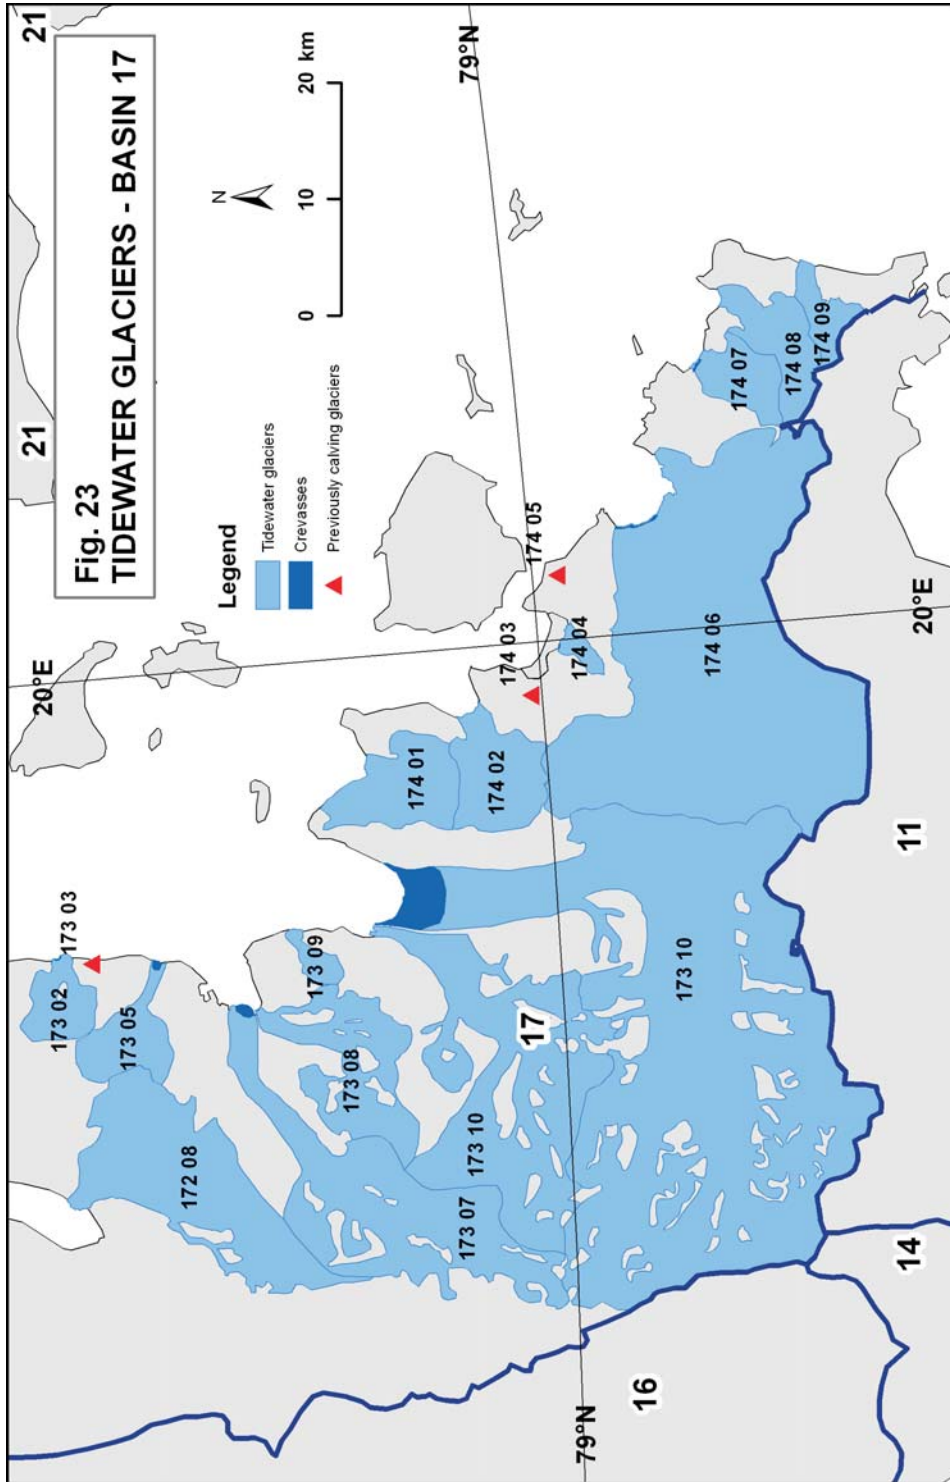 Fig. 23
TIDEWATER GLACIERS - BASIN 17
Legend
Tidewater glaciers
Crevasses
Previously calving glaciers
N
0 10 20 km
21
21
20°E
79°N
173 03
173 02
173 05
172 08
173 09
173 08
173 07
173 10
17
173 10
174 01
174 02
174 03
174 04
174 05
174 06
174 07
174 08
174 09
79°N
20°E
16
14
11